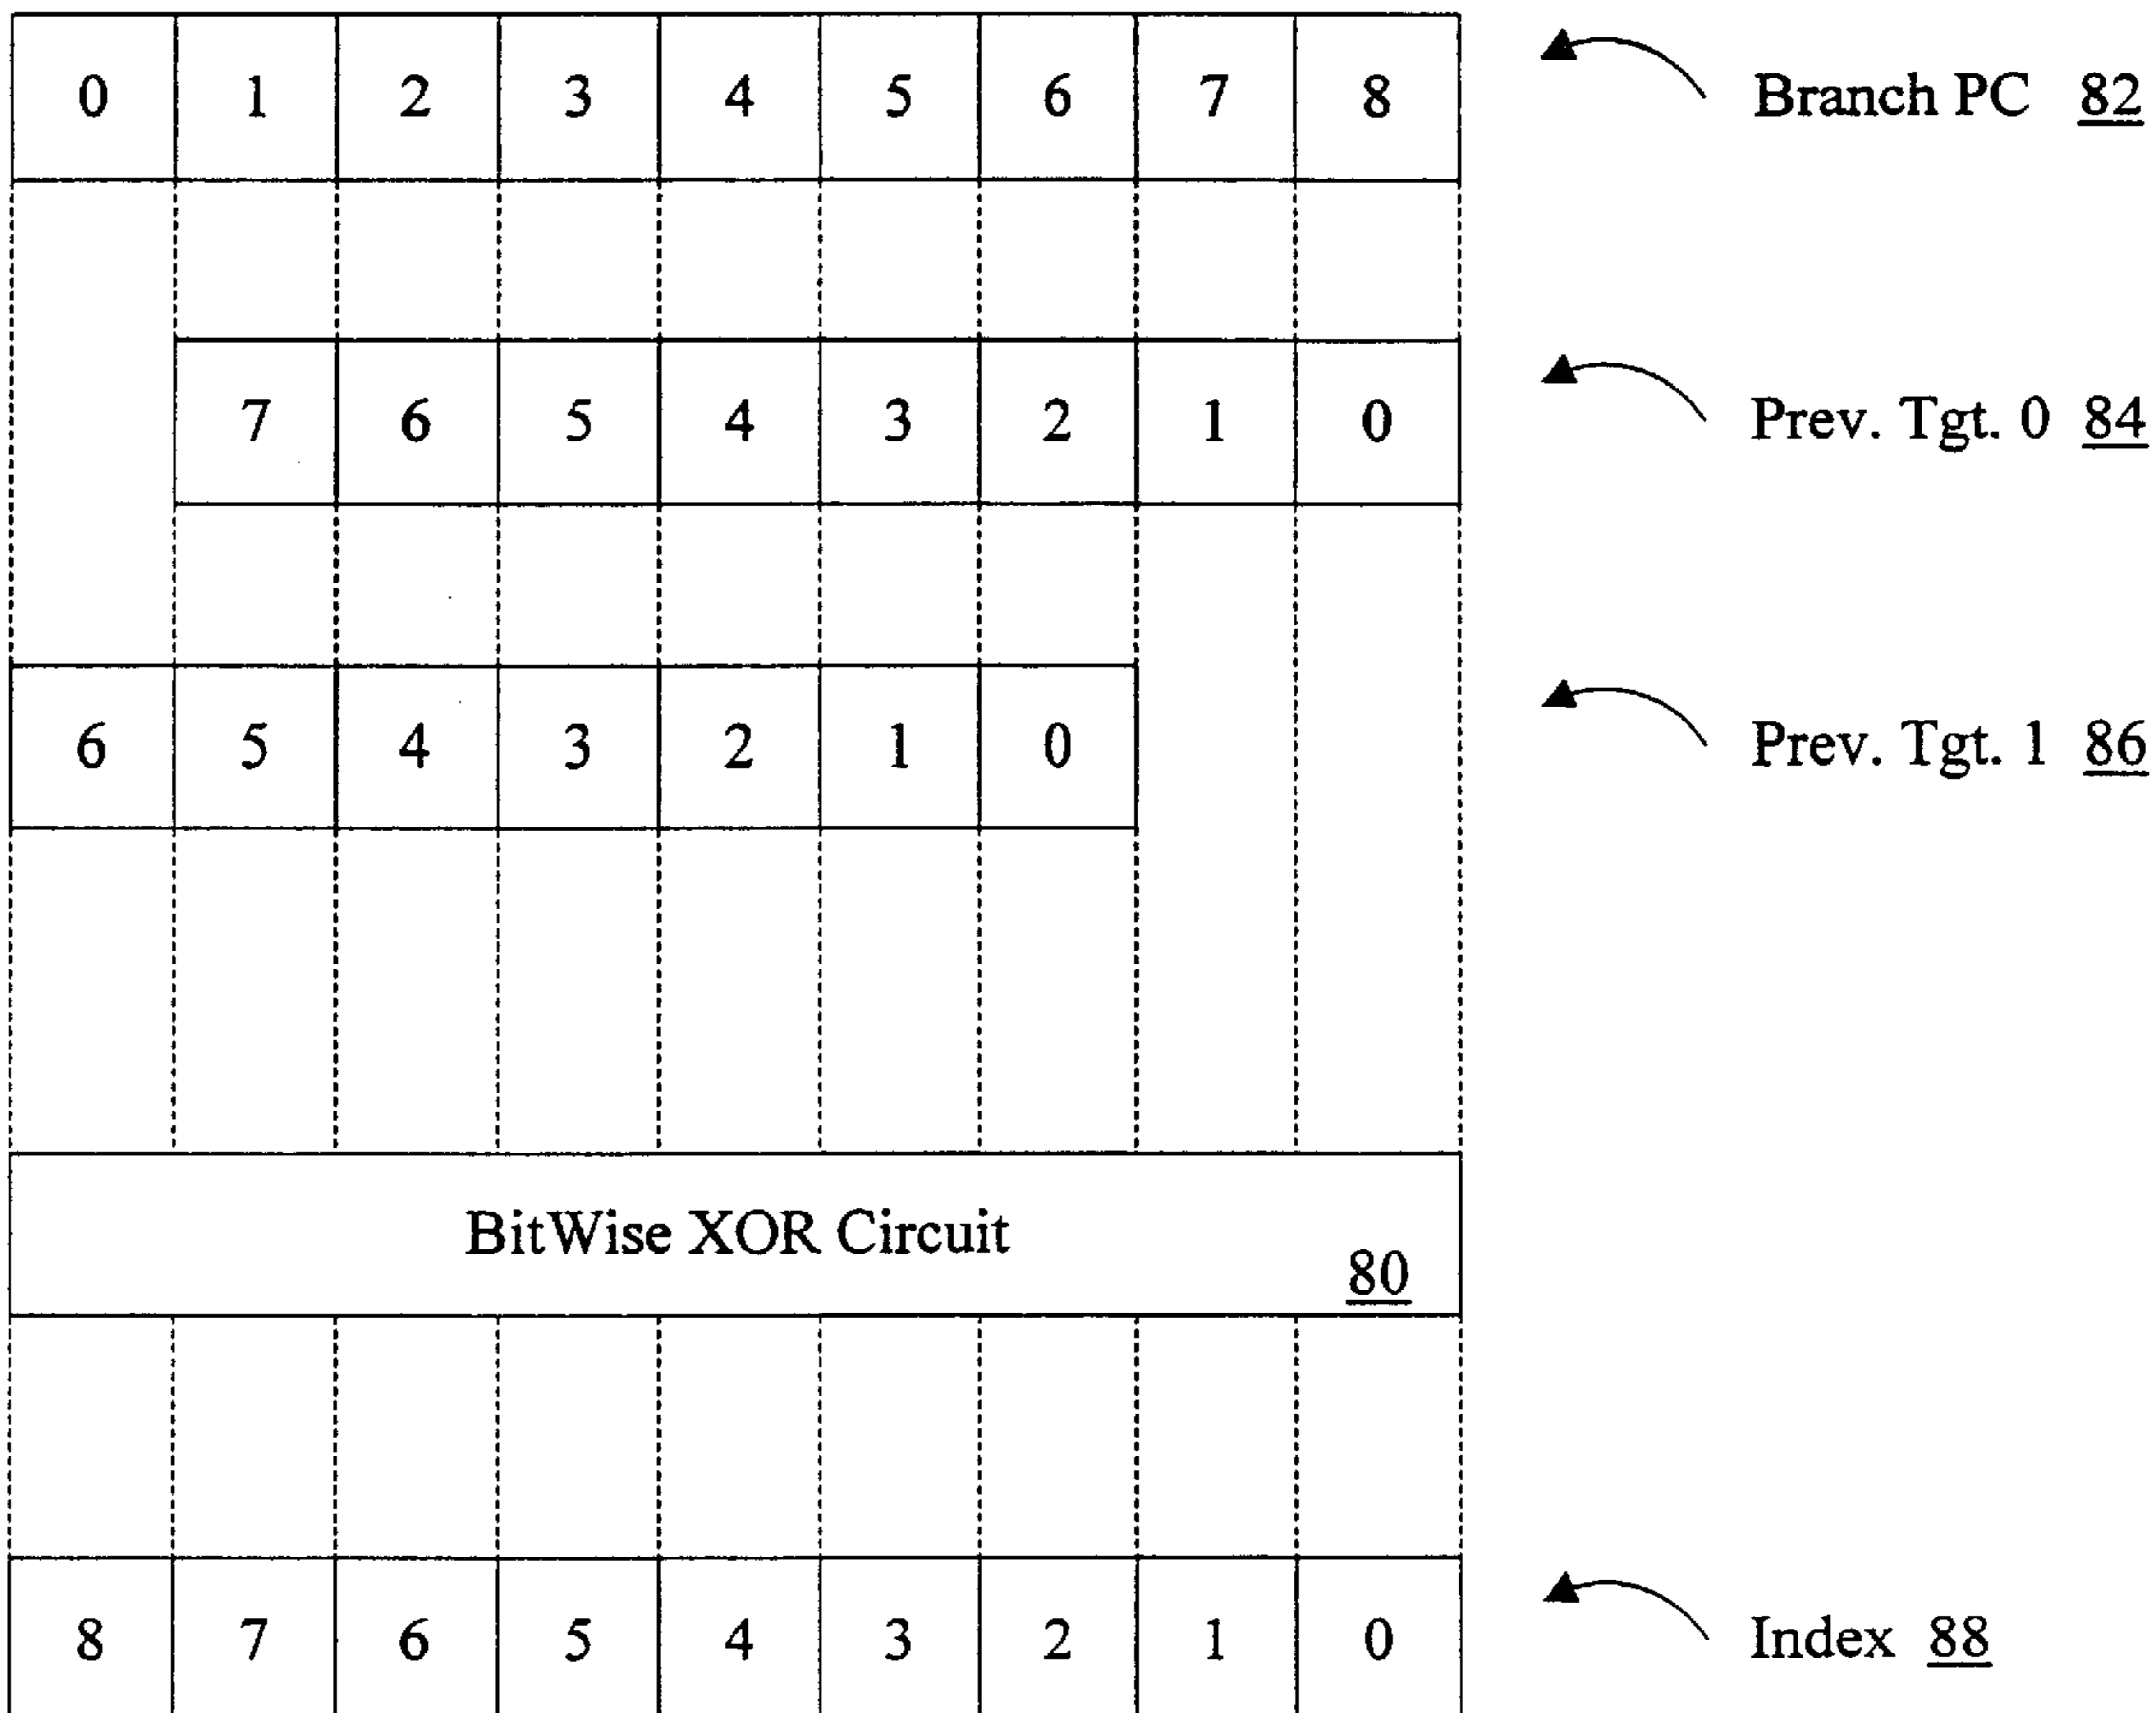 0 1 2 3 4 5 6 7 8 Branch PC 82
7 6 5 4 3 2 1 0 Prev. Tgt. 0 84
6 5 4 3 2 1 0 Prev. Tgt. 1 86
BitWise XOR Circuit 80
8 7 6 5 4 3 2 1 0 Index 88